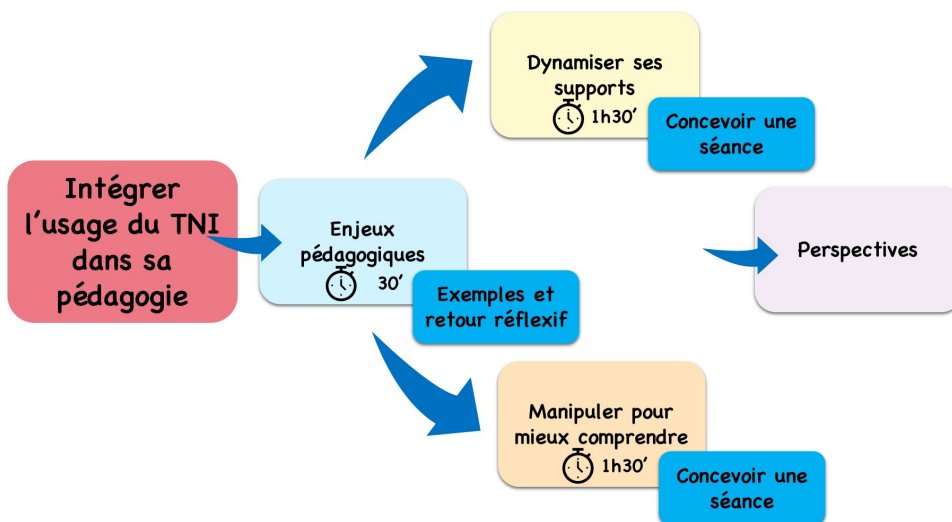 Intégrer
l'usage du TNI
dans sa
pédagogie
Enjeux
pédagogiques
30'
Exemples et
retour réflexif
Dynamiser ses
supports
1h30'
Concevoir une
séance
Manipuler pour
mieux comprendre
1h30'
Concevoir une
séance
Perspectives